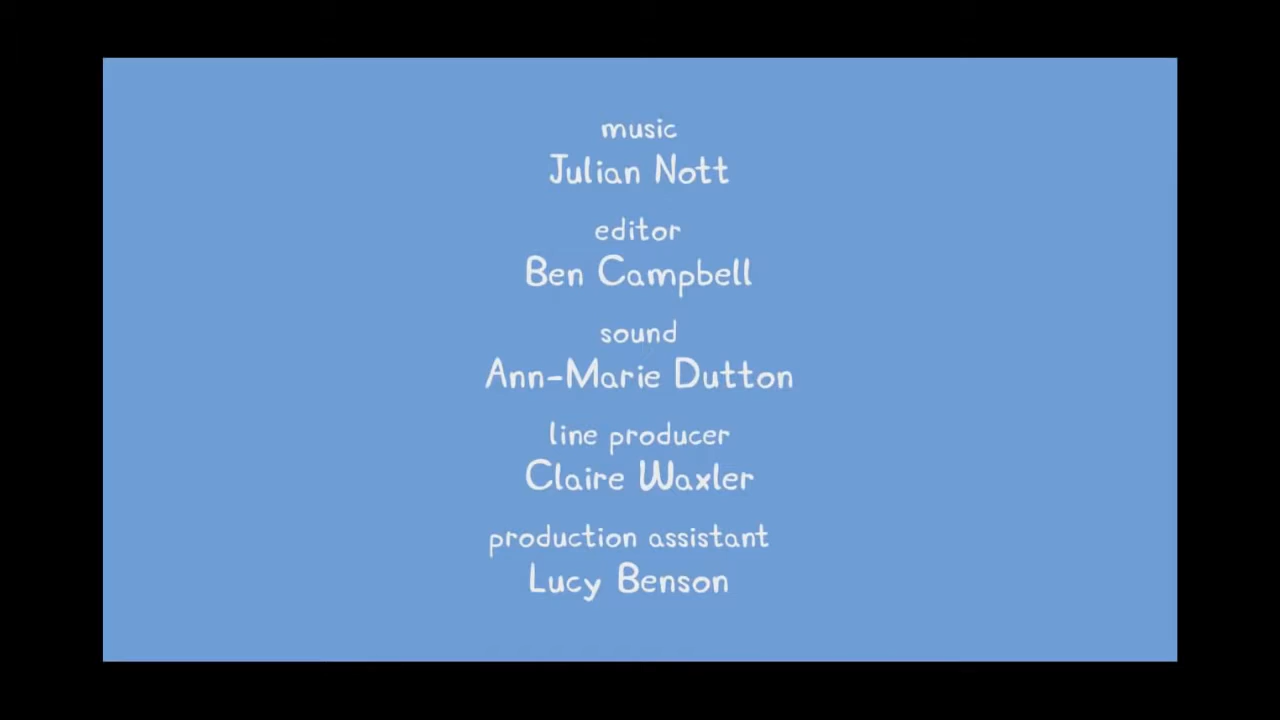 music
Julian Nott
editor
Ben Campbell
sound
Ann-Marie Dutton
line producer
Claire Waxler
production assistant
Lucy Benson